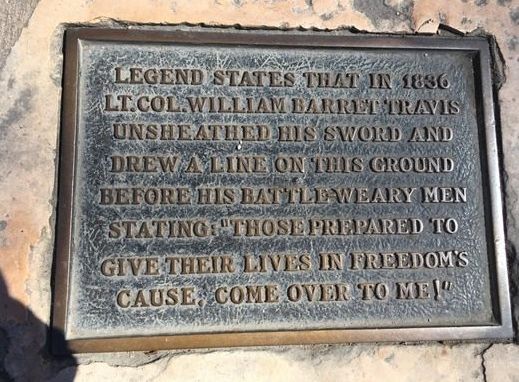 LEGEND STATES THAT IN 1836
LT. COL. WILLIAM BARRET TRAVIS
UNSHEATHED HIS SWORD AND
DREW A LINE ON THIS GROUND
BEFORE HIS BATTLE-WEARY MEN
STATING: "THOSE PREPARED TO
GIVE THEIR LIVES IN FREEDOM'S
CAUSE, COME OVER TO ME!"